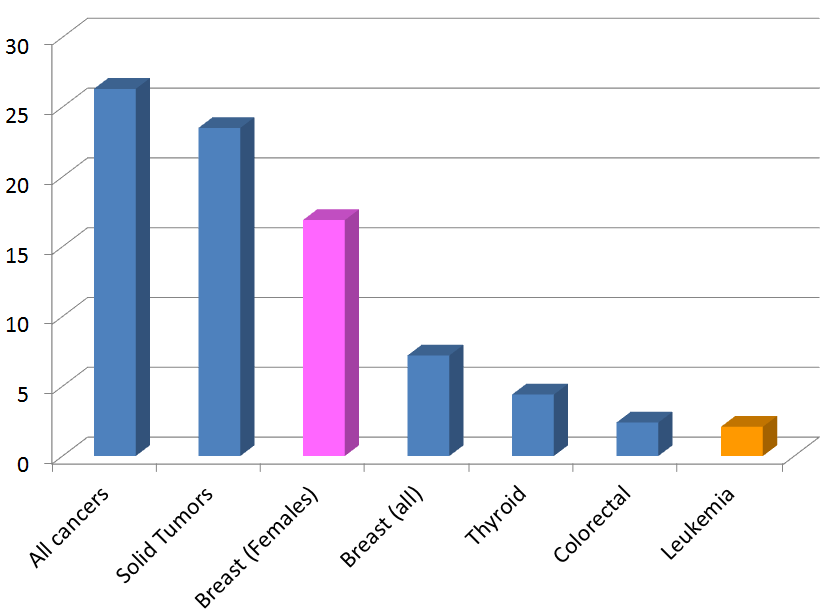 30
25
20
15
10
5
0
All cancers
Solid Tumors
Breast (Females)
Breast (all)
Thyroid
Colorectal
Leukemia